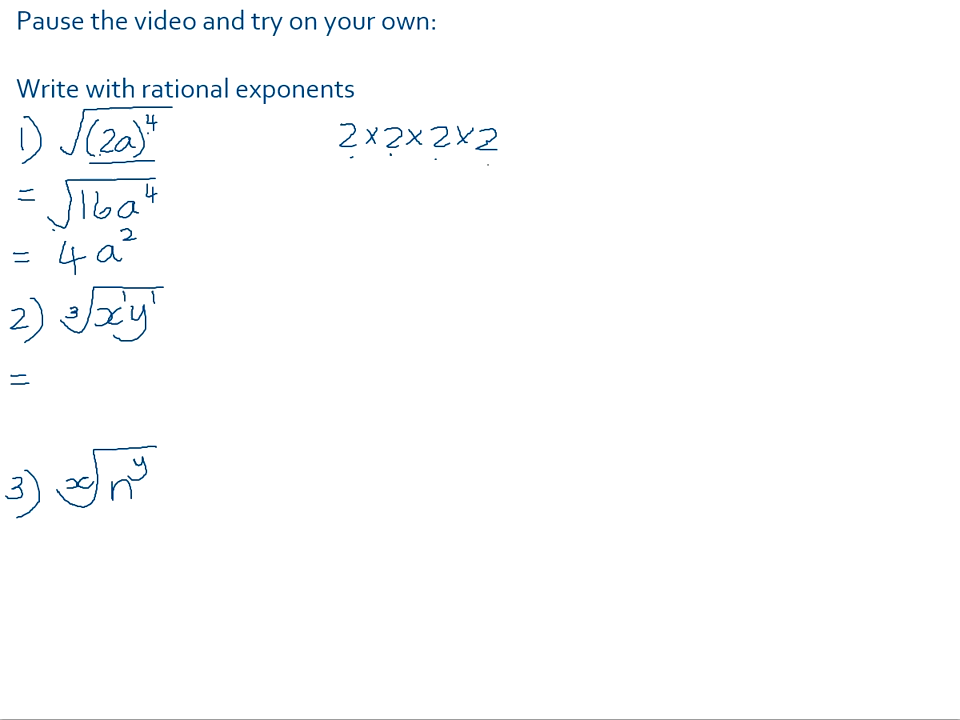 Pause the video and try on your own:
Write with rational exponents
1) √(2a)⁴ 2 × 2 × 2 × 2
= √16a⁴
= 4a²
2) ³√x¹y¹
=
3) ˣ√nʸ